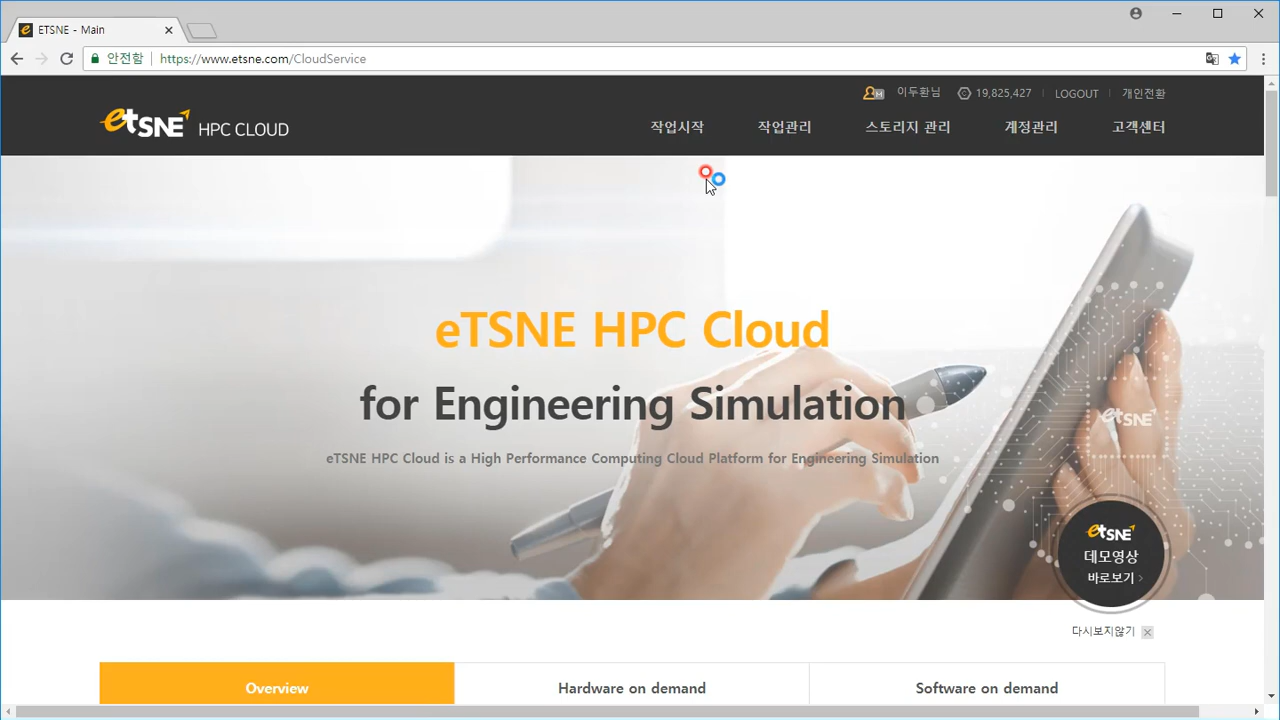 ETSNE - Main
안전함
https://www.etsne.com/CloudService
이두환님
19,825,427
LOGOUT
개인전환
eTSNE HPC CLOUD
작업시작
작업관리
스토리지 관리
계정관리
고객센터
eTSNE HPC Cloud
for Engineering Simulation
eTSNE HPC Cloud is a High Performance Computing Cloud Platform for Engineering Simulation
eTSNE
eTSNE
데모영상
바로보기 >
다시보지않기
Overview
Hardware on demand
Software on demand